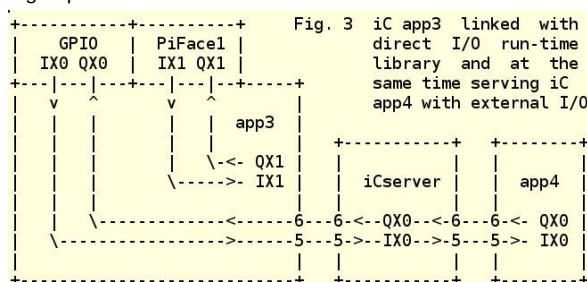 +-----------+----------+     Fig. 3  iC app3  linked  with
|    GPIO   |  PiFace1 |             direct  I/O  run-time
|  IX0 QX0  |  IX1 QX1 |             library  and  at  the
+---|---|---+---|---|--+-----+       same time serving iC
|   v   ^       v   ^        |       app4 with external I/O
|   |   |       |   |  app3  |
|   |   |       |   |        |   +-----------+   +--------+
|   |   |       |   \-<- QX1 |   |           |   |        |
|   |   |       \----->- IX1 |   |  iCserver |   |  app4  |
|   |   |                    |   |           |   |        |
|   |   \-------------<------6---6-<--QX0--<-6---6-<- QX0 |
|   \----------------->------5---5->--IX0-->-5---5->- IX0 |
|                            |   |           |   |        |
+----------------------------+   +-----------+   +--------+